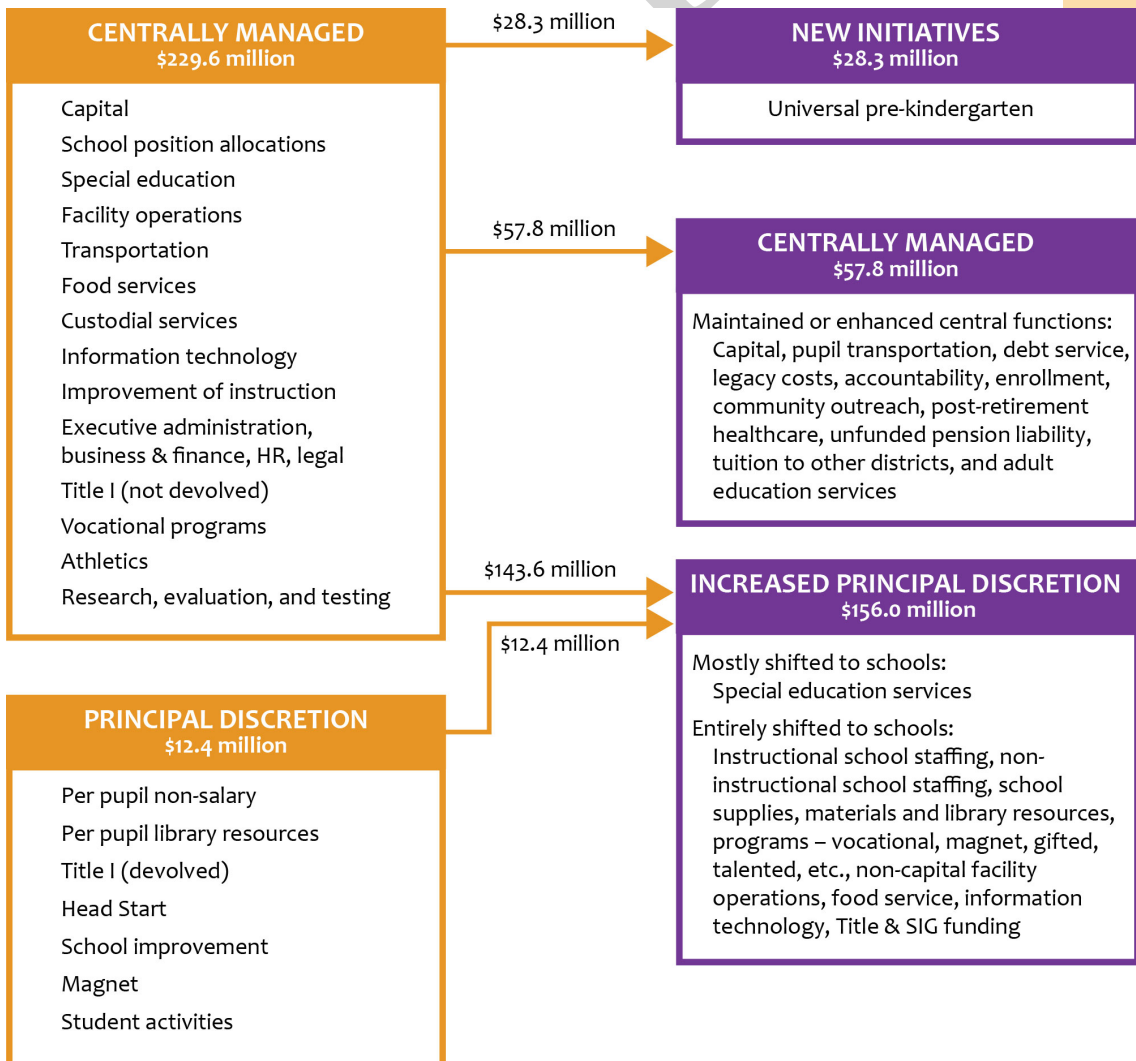 CENTRALLY MANAGED
$229.6 million
Capital
School position allocations
Special education
Facility operations
Transportation
Food services
Custodial services
Information technology
Improvement of instruction
Executive administration,
business & finance, HR, legal
Title I (not devolved)
Vocational programs
Athletics
Research, evaluation, and testing
PRINCIPAL DISCRETION
$12.4 million
Per pupil non-salary
Per pupil library resources
Title I (devolved)
Head Start
School improvement
Magnet
Student activities
$28.3 million
$57.8 million
$143.6 million
$12.4 million
NEW INITIATIVES
$28.3 million
Universal pre-kindergarten
CENTRALLY MANAGED
$57.8 million
Maintained or enhanced central functions:
Capital, pupil transportation, debt service,
legacy costs, accountability, enrollment,
community outreach, post-retirement
healthcare, unfunded pension liability,
tuition to other districts, and adult
education services
INCREASED PRINCIPAL DISCRETION
$156.0 million
Mostly shifted to schools:
Special education services
Entirely shifted to schools:
Instructional school staffing, non-
instructional school staffing, school
supplies, materials and library resources,
programs – vocational, magnet, gifted,
talented, etc., non-capital facility
operations, food service, information
technology, Title & SIG funding